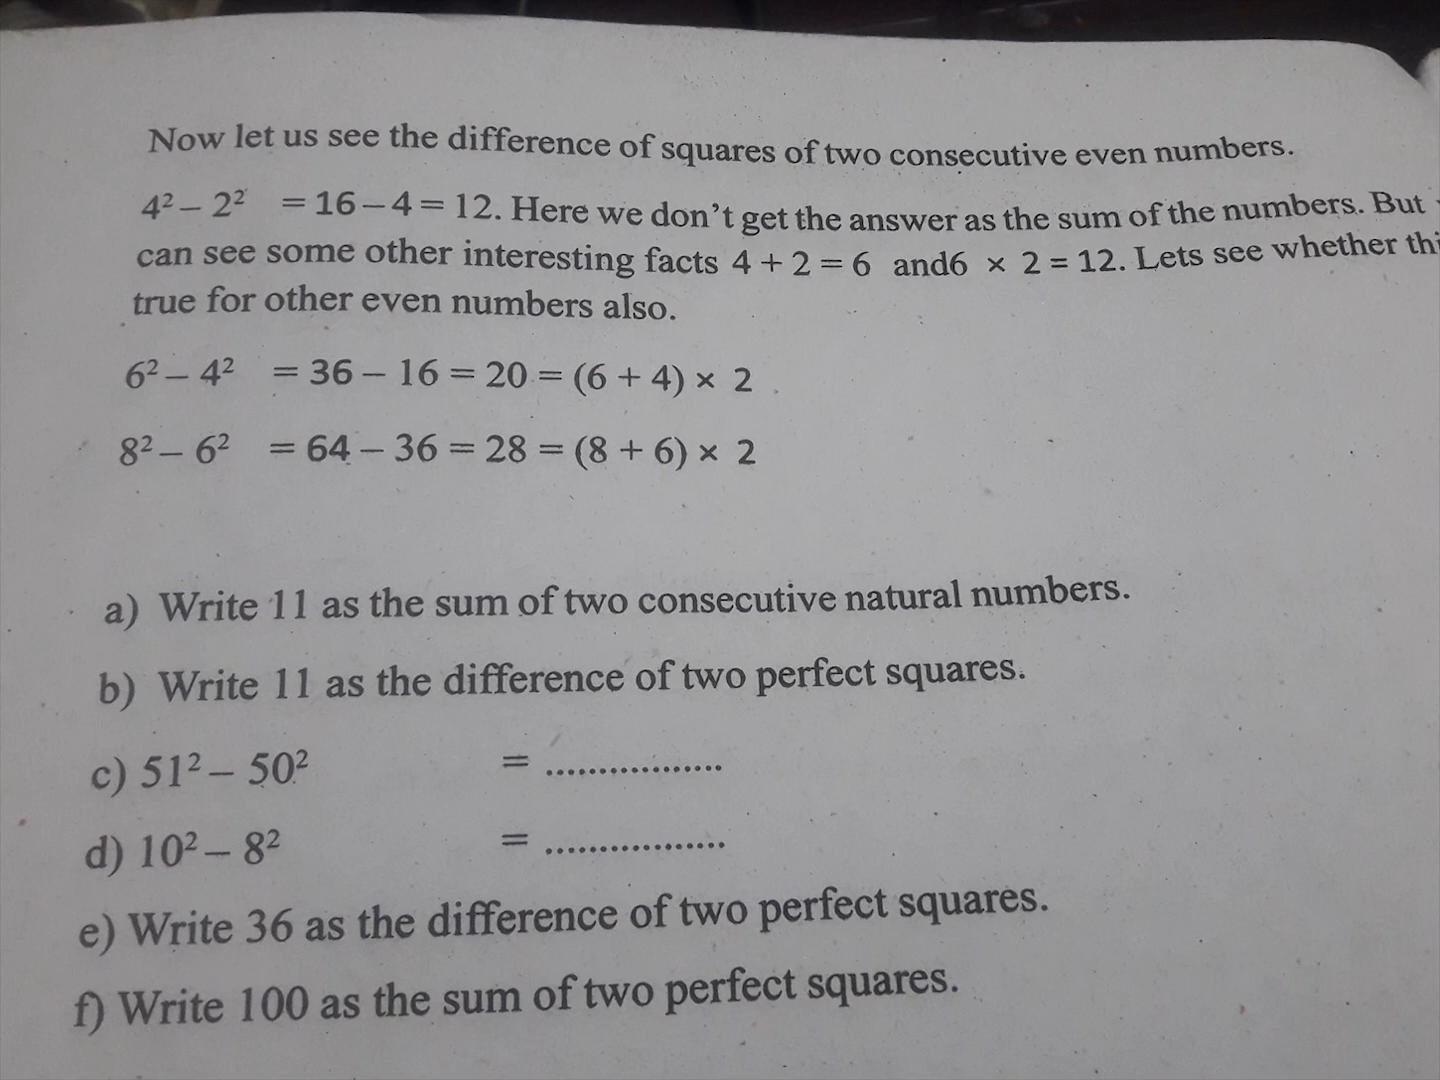 Now let us see the difference of squares of two consecutive even numbers.
4² – 2² = 16 – 4 = 12. Here we don't get the answer as the sum of the numbers. But
can see some other interesting facts 4 + 2 = 6 and6 × 2 = 12. Lets see whether
true for other even numbers also.
6² – 4² = 36 – 16 = 20 = (6 + 4) × 2
8² – 6² = 64 – 36 = 28 = (8 + 6) × 2
a) Write 11 as the sum of two consecutive natural numbers.
b) Write 11 as the difference of two perfect squares.
c) 51² – 50² = .................
d) 10² – 8² = .................
e) Write 36 as the difference of two perfect squares.
f) Write 100 as the sum of two perfect squares.